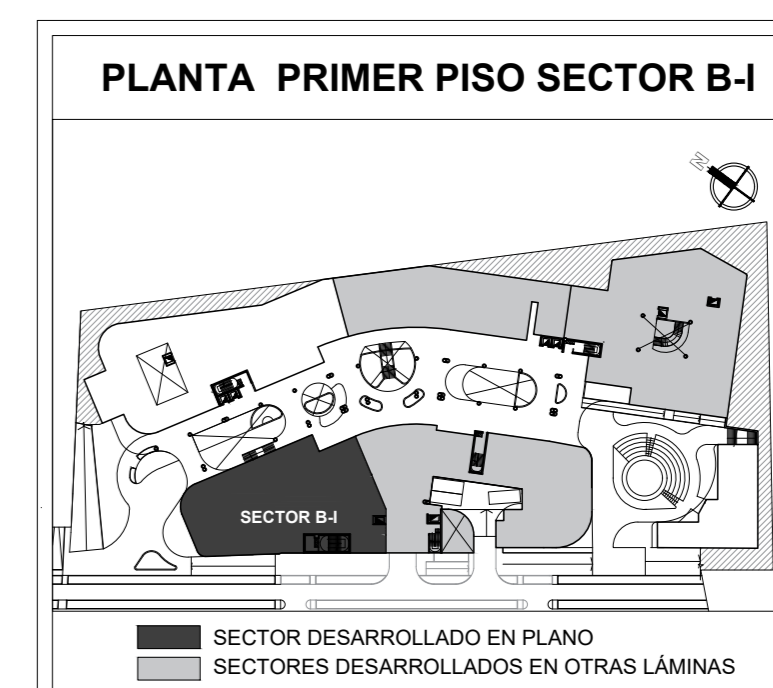 PLANTA PRIMER PISO SECTOR B-I
N
SECTOR B-I
SECTOR DESARROLLADO EN PLANO
SECTORES DESARROLLADOS EN OTRAS LÁMINAS